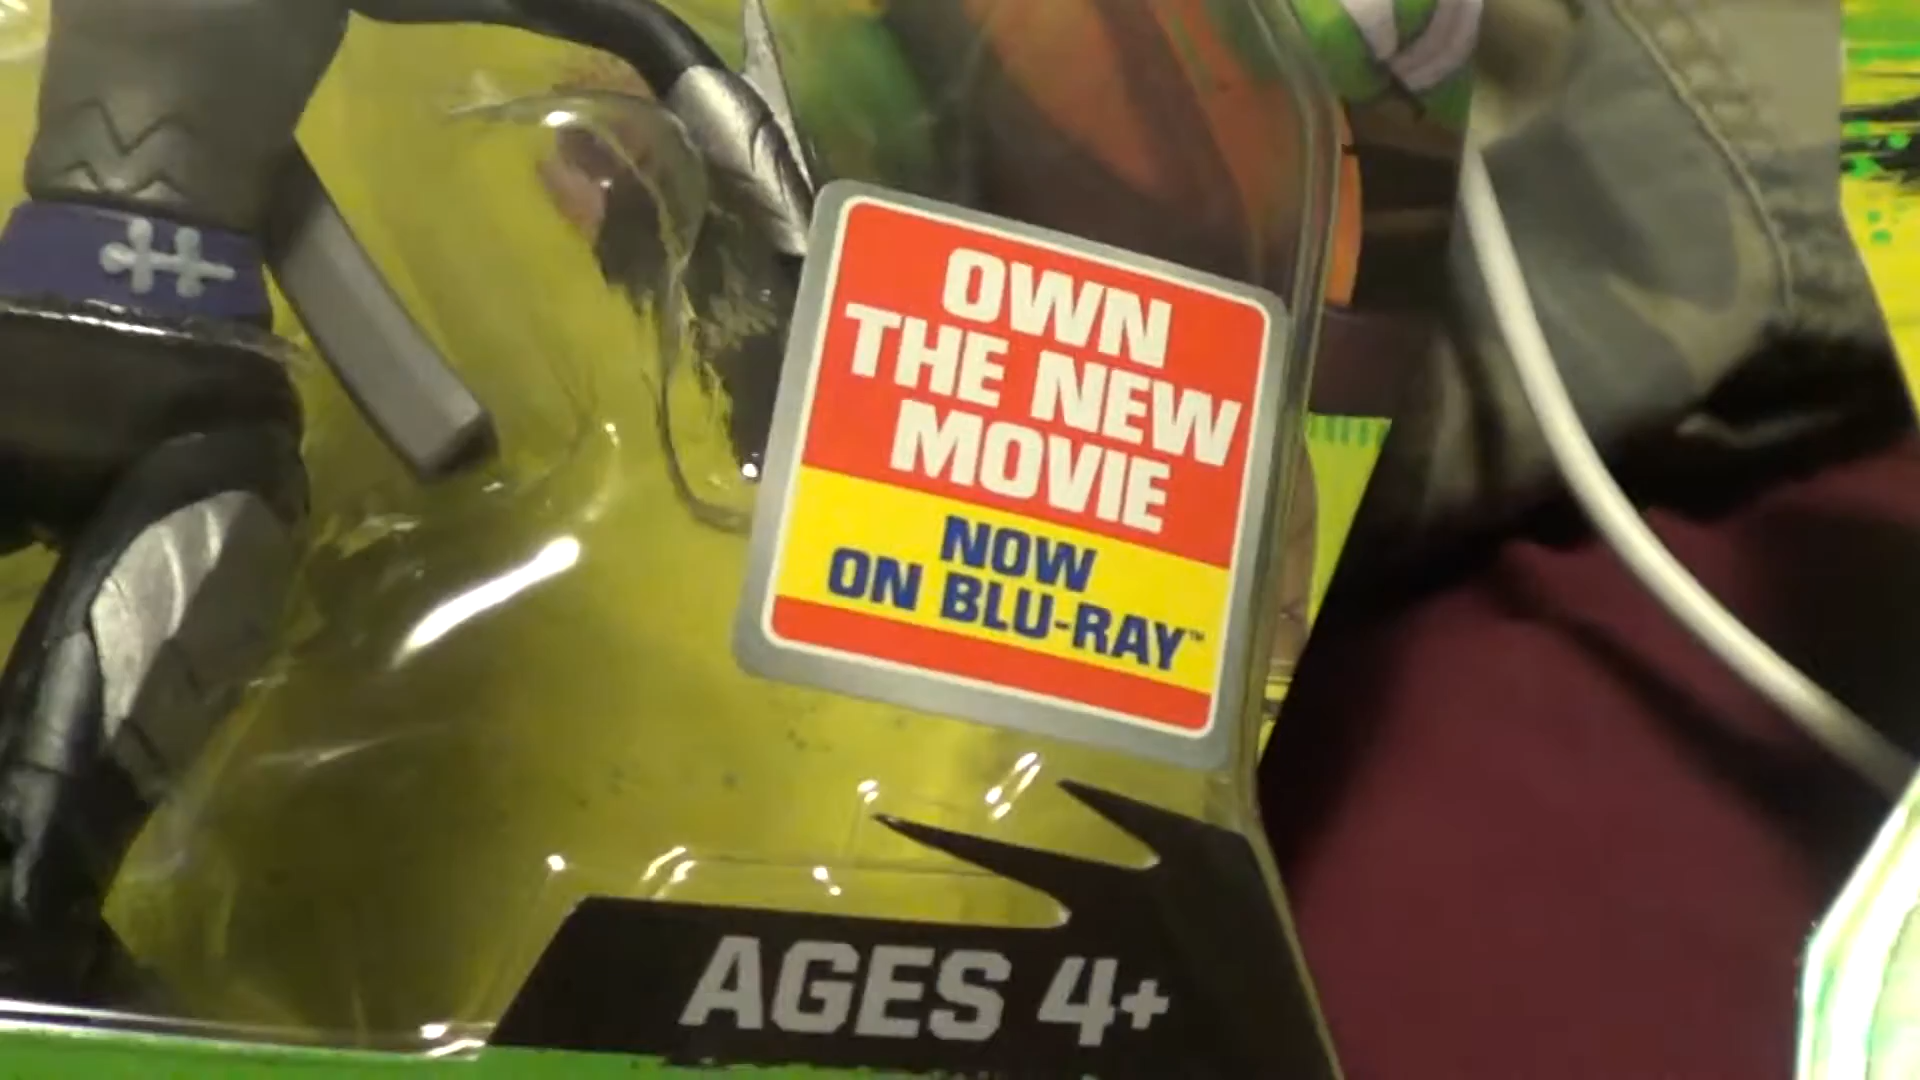 OWN
THE NEW
MOVIE
NOW
ON BLU-RAY™
AGES 4+